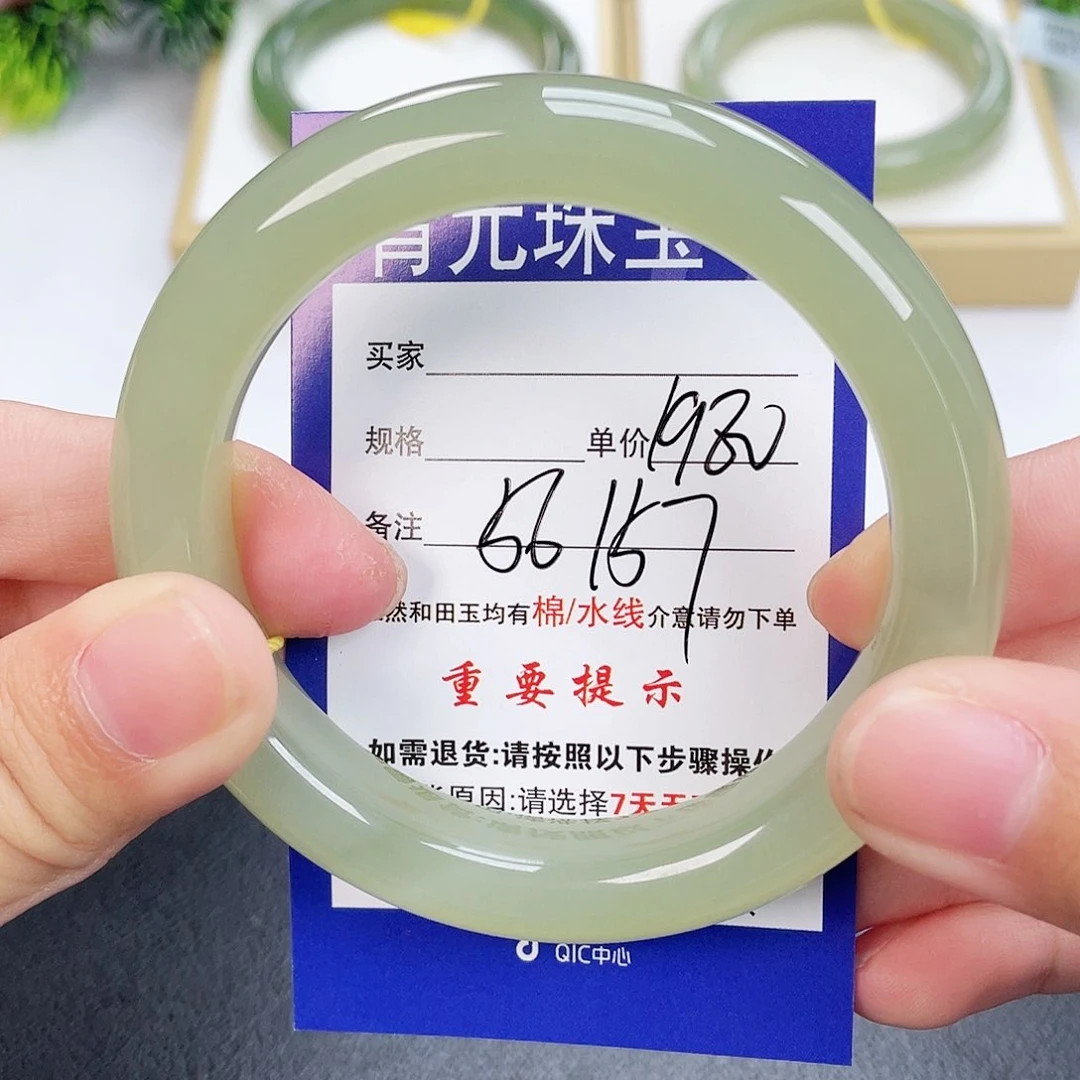 元珠宝
买家
规格 单价 1980
备注 56 157
然和田玉均有棉/水线介意请勿下单
重要提示
如需退货:请按照以下步骤操作
原因:请选择7天无
QIC中心